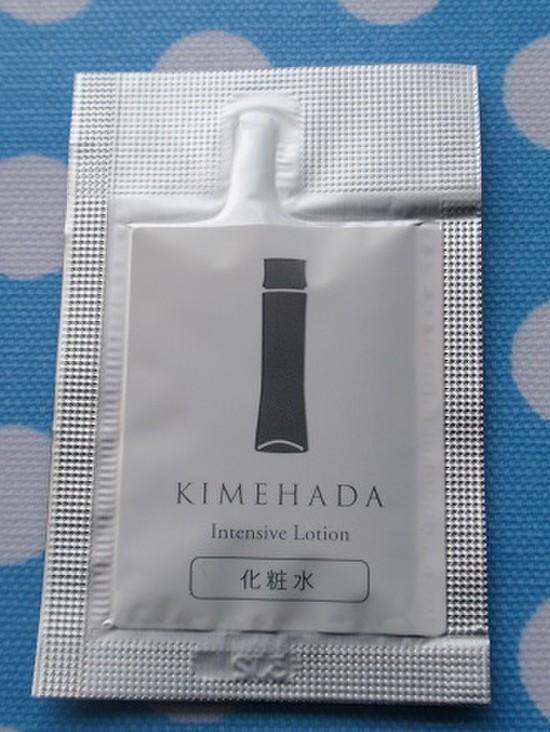 KIMEHADA
Intensive Lotion
化粧水